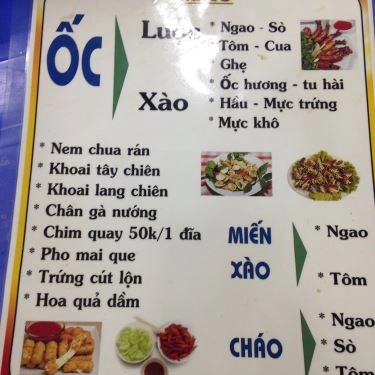 ỐC
Luộc
Xào
* Ngao - Sò
* Tôm - Cua
Ghẹ
* Ốc hương - tu hài
* Hầu - Mực trứng
* Mực khô
* Nem chua rán
* Khoai tây chiên
* Khoai lang chiên
* Chân gà nướng
* Chim quay 50k/1 đĩa
* Pho mai que
* Trứng cút lộn
* Hoa quả dầm
MIẾN
XÀO
* Ngao
* Tôm
CHÁO
* Ngao
* Sò
* Tôm